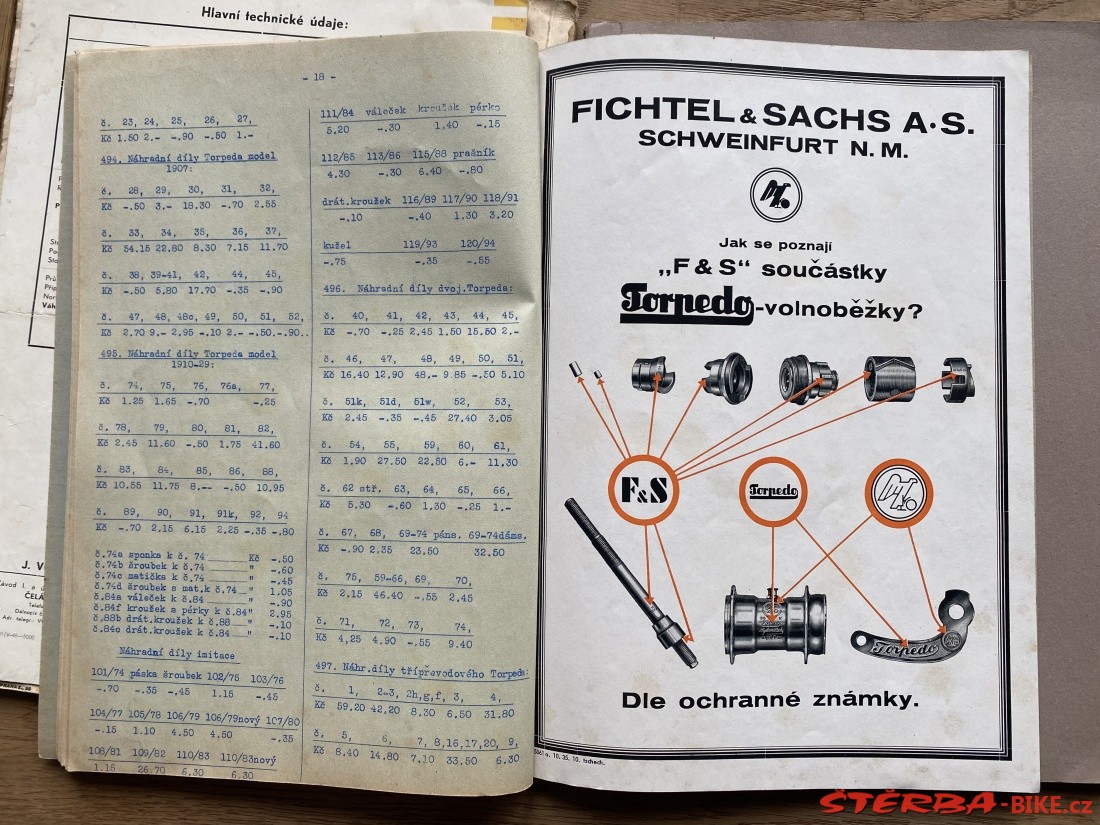 Hlavní technické údaje:
- 18 -
č. 23, 24, 25, 26, 27,
Kč 1.50 2.- -.90 -.50 1.-
494. Náhradní díly Torpeda model
1907:
č. 28, 29, 30, 31, 32,
Kč -.50 3.- 18.30 -.70 2.55
č. 33, 34, 35, 36, 37,
Kč 54.15 22.80 8.30 7.15 11.70
č. 38, 39-41, 42, 44, 45,
Kč -.50 5.80 17.70 -.35 -.90
č. 47, 48, 48c, 49, 50, 51, 52,
Kč 2.70 9.- 2.95 -.10 2.- -.50 -.90..
495. Náhradní díly Torpeda model
1910-29:
č. 74, 75, 76, 76a, 77,
Kč 1.25 1.65 -.70 -.25
č. 78, 79, 80, 81, 82,
Kč 2.45 11.60 -.50 1.75 41.60
č. 83, 84, 85, 86, 88,
Kč 10.55 11.75 8.-- -.50 10.95
č. 89, 90, 91, 91k, 92, 94
Kč -.70 2.15 6.15 2.25 -.35 -.80
č.74a sponka k č. 74 Kč -.50
č.74b šroubek k č.74 " -.60
č.74c matička k č.74 " -.45
č.74d šroubek s mat.k č.74 " 1.05
č.84a váleček k č.84 " -.90
č.84f kroužek s pérky k č.84 " 2.95
č.88b drát.kroužek k č.88 " -.10
č.84c drát.kroužek k č.84 " -.10
Náhradní díly imitace
101/74 páska šroubek 102/75 103/76
-.70 -.35 -.45 1.15 -.45
104/77 105/78 106/79 106/79nový 107/80
-.15 1.10 4.50 4.50 -.35
108/81 109/82 110/83 110/83nový
1.15 26.70 6.30 6.30
111/84 váleček kroužek pérko
5.20 -.30 1.40 -.15
112/85 113/86 115/88 prašník
4.30 -.30 6.40 -.80
drát.kroužek 116/89 117/90 118/91
-.10 -.40 1.30 3.20
kužel 119/93 120/94
-.75 -.35 -.55
496. Náhradní díly dvoj.Torpeda:
č. 40, 41, 42, 43, 44, 45,
Kč -.70 -.25 2.45 1.50 15.50 2.-
č. 46, 47, 48, 49, 50, 51,
Kč 16.40 12.90 48.- 9.85 -.50 5.10
č. 51k, 51d, 51w, 52, 53,
Kč 2.45 -.35 -.45 27.40 3.05
č. 54, 55, 59, 60, 61,
Kč 1.90 27.50 22.50 6.- 11.30
č. 62 stř. 63, 64, 65, 66,
Kč 5.30 -.60 1.30 -.25 1.-
č. 67, 68, 69-74 páns. 69-74dáms.
Kč -.90 2.35 23.50 32.50
č. 75, 59-66, 69, 70,
Kč 2.15 46.40 -.55 2.45
č. 71, 72, 73, 74,
Kč 4.25 4.90 -.55 9.40
497. Náhr.díly třípřevodového Torpeda:
č. 1, 2-3, 2h,g,f, 3, 4,
Kč 59.20 42.20 8.30 6.50 31.80
č. 5, 6, 7, 8,16,17,20, 9,
Kč 8.40 14.80 7.10 33.50 6.30
FICHTEL & SACHS A.S.
SCHWEINFURT N. M.
Jak se poznají
„F & S“ součástky
Torpedo-volnoběžky?
F&S
Torpedo
Torpedo
Dle ochranné známky.
10. 35. 10. tschech.
ŠTĚRBA-BIKE.cz